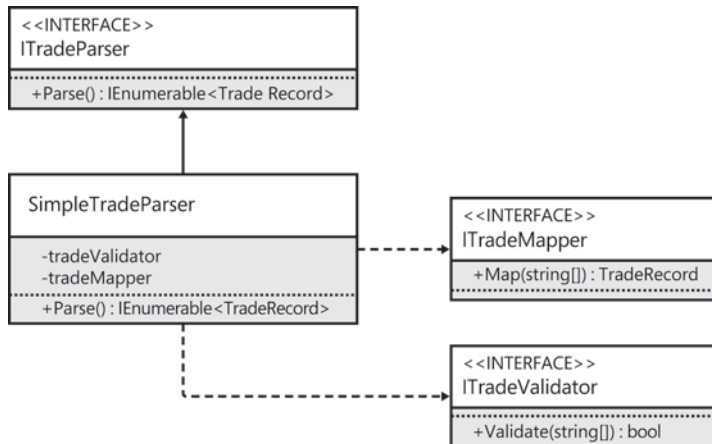 <<INTERFACE>>
ITradeParser
+Parse() : IEnumerable<Trade Record>
SimpleTradeParser
-tradeValidator
-tradeMapper
+Parse() : IEnumerable<TradeRecord>
<<INTERFACE>>
ITradeMapper
+Map(string[]) : TradeRecord
<<INTERFACE>>
ITradeValidator
+Validate(string[]) : bool